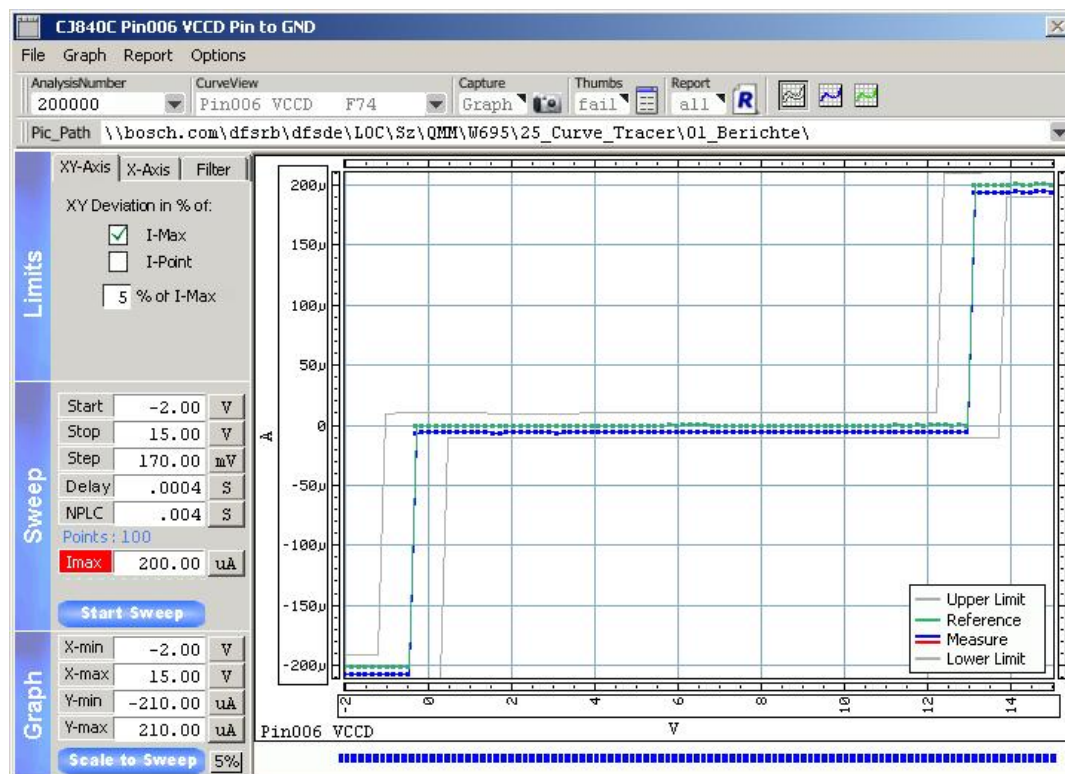 CJ840C Pin006 VCCD Pin to GND
File Graph Report Options
AnalysisNumber CurveView Capture Thumbs Report
200000 Pin006 VCCD F74 Graph fail all R
Pic_Path \\bosch.com\dfsrb\dfsde\LOC\Sz\QMM\W695\25_Curve_Tracer\01_Berichte\
XY-Axis X-Axis Filter
Limits
XY Deviation in % of:
I-Max
I-Point
5 % of I-Max
Sweep
Start -2.00 V
Stop 15.00 V
Step 170.00 mV
Delay .0004 S
NPLC .004 S
Points: 100
Imax 200.00 uA
Start Sweep
Graph
X-min -2.00 V
X-max 15.00 V
Y-min -210.00 uA
Y-max 210.00 uA
Scale to Sweep 5%
A
200µ
150µ
100µ
50µ
0
-50µ
-100µ
-150µ
-200µ
Upper Limit
Reference
Measure
Lower Limit
-2 0 2 4 6 8 10 12 14
V
Pin006 VCCD